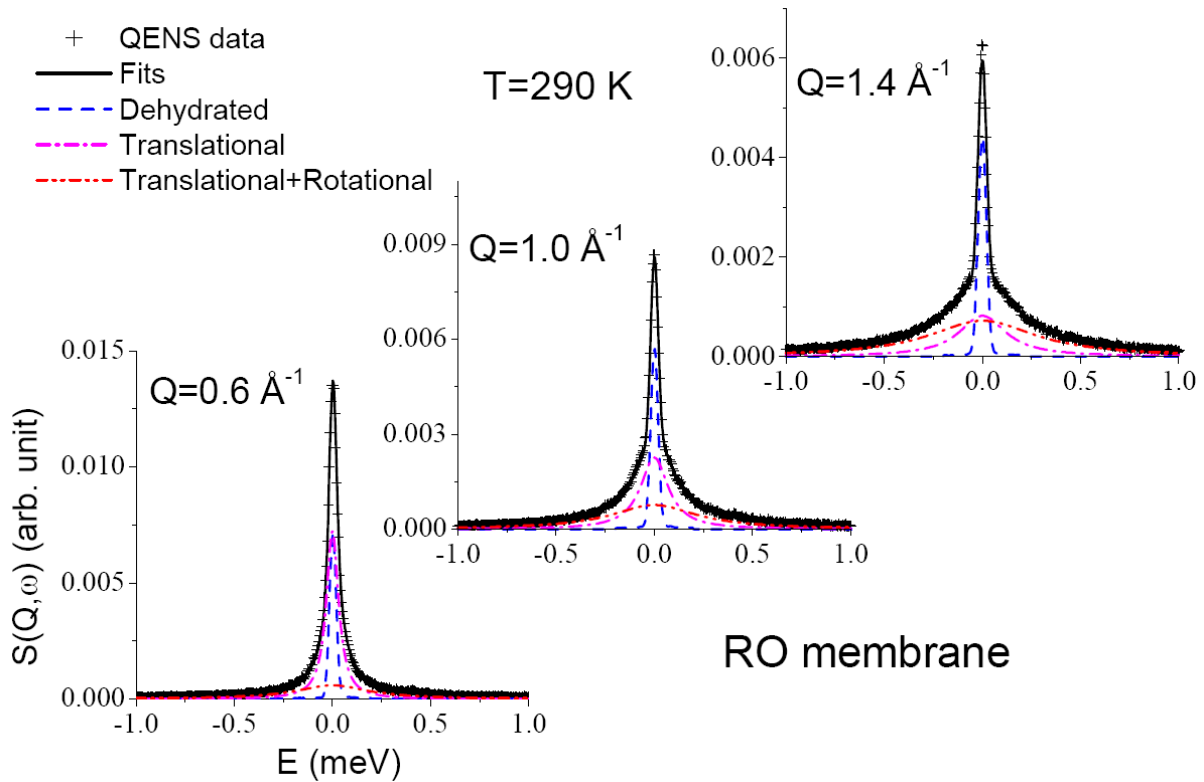 QENS data
Fits
Dehydrated
Translational
Translational+Rotational
T=290 K
Q=1.4 Å⁻¹
0.006
0.004
0.002
0.000
-1.0 -0.5 0.0 0.5 1.0
Q=1.0 Å⁻¹
0.009
0.006
0.003
0.000
-1.0 -0.5 0.0 0.5 1.0
Q=0.6 Å⁻¹
0.015
0.010
0.005
0.000
-1.0 -0.5 0.0 0.5 1.0
S(Q,ω) (arb. unit)
E (meV)
RO membrane